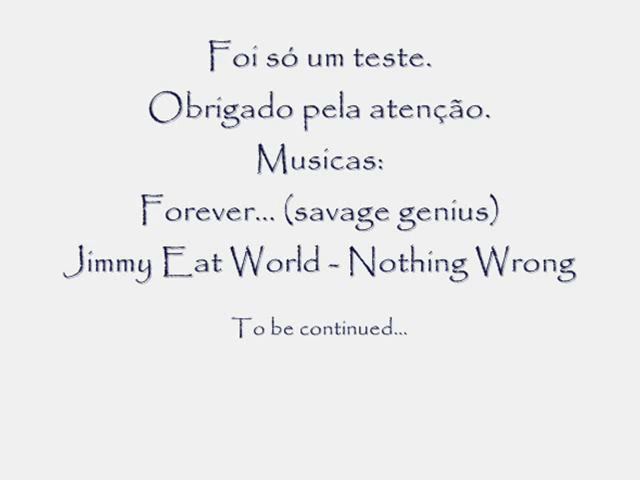 Foi só um teste.
Obrigado pela atenção.
Musicas:
Forever... (savage genius)
Jimmy Eat World - Nothing Wrong
To be continued...